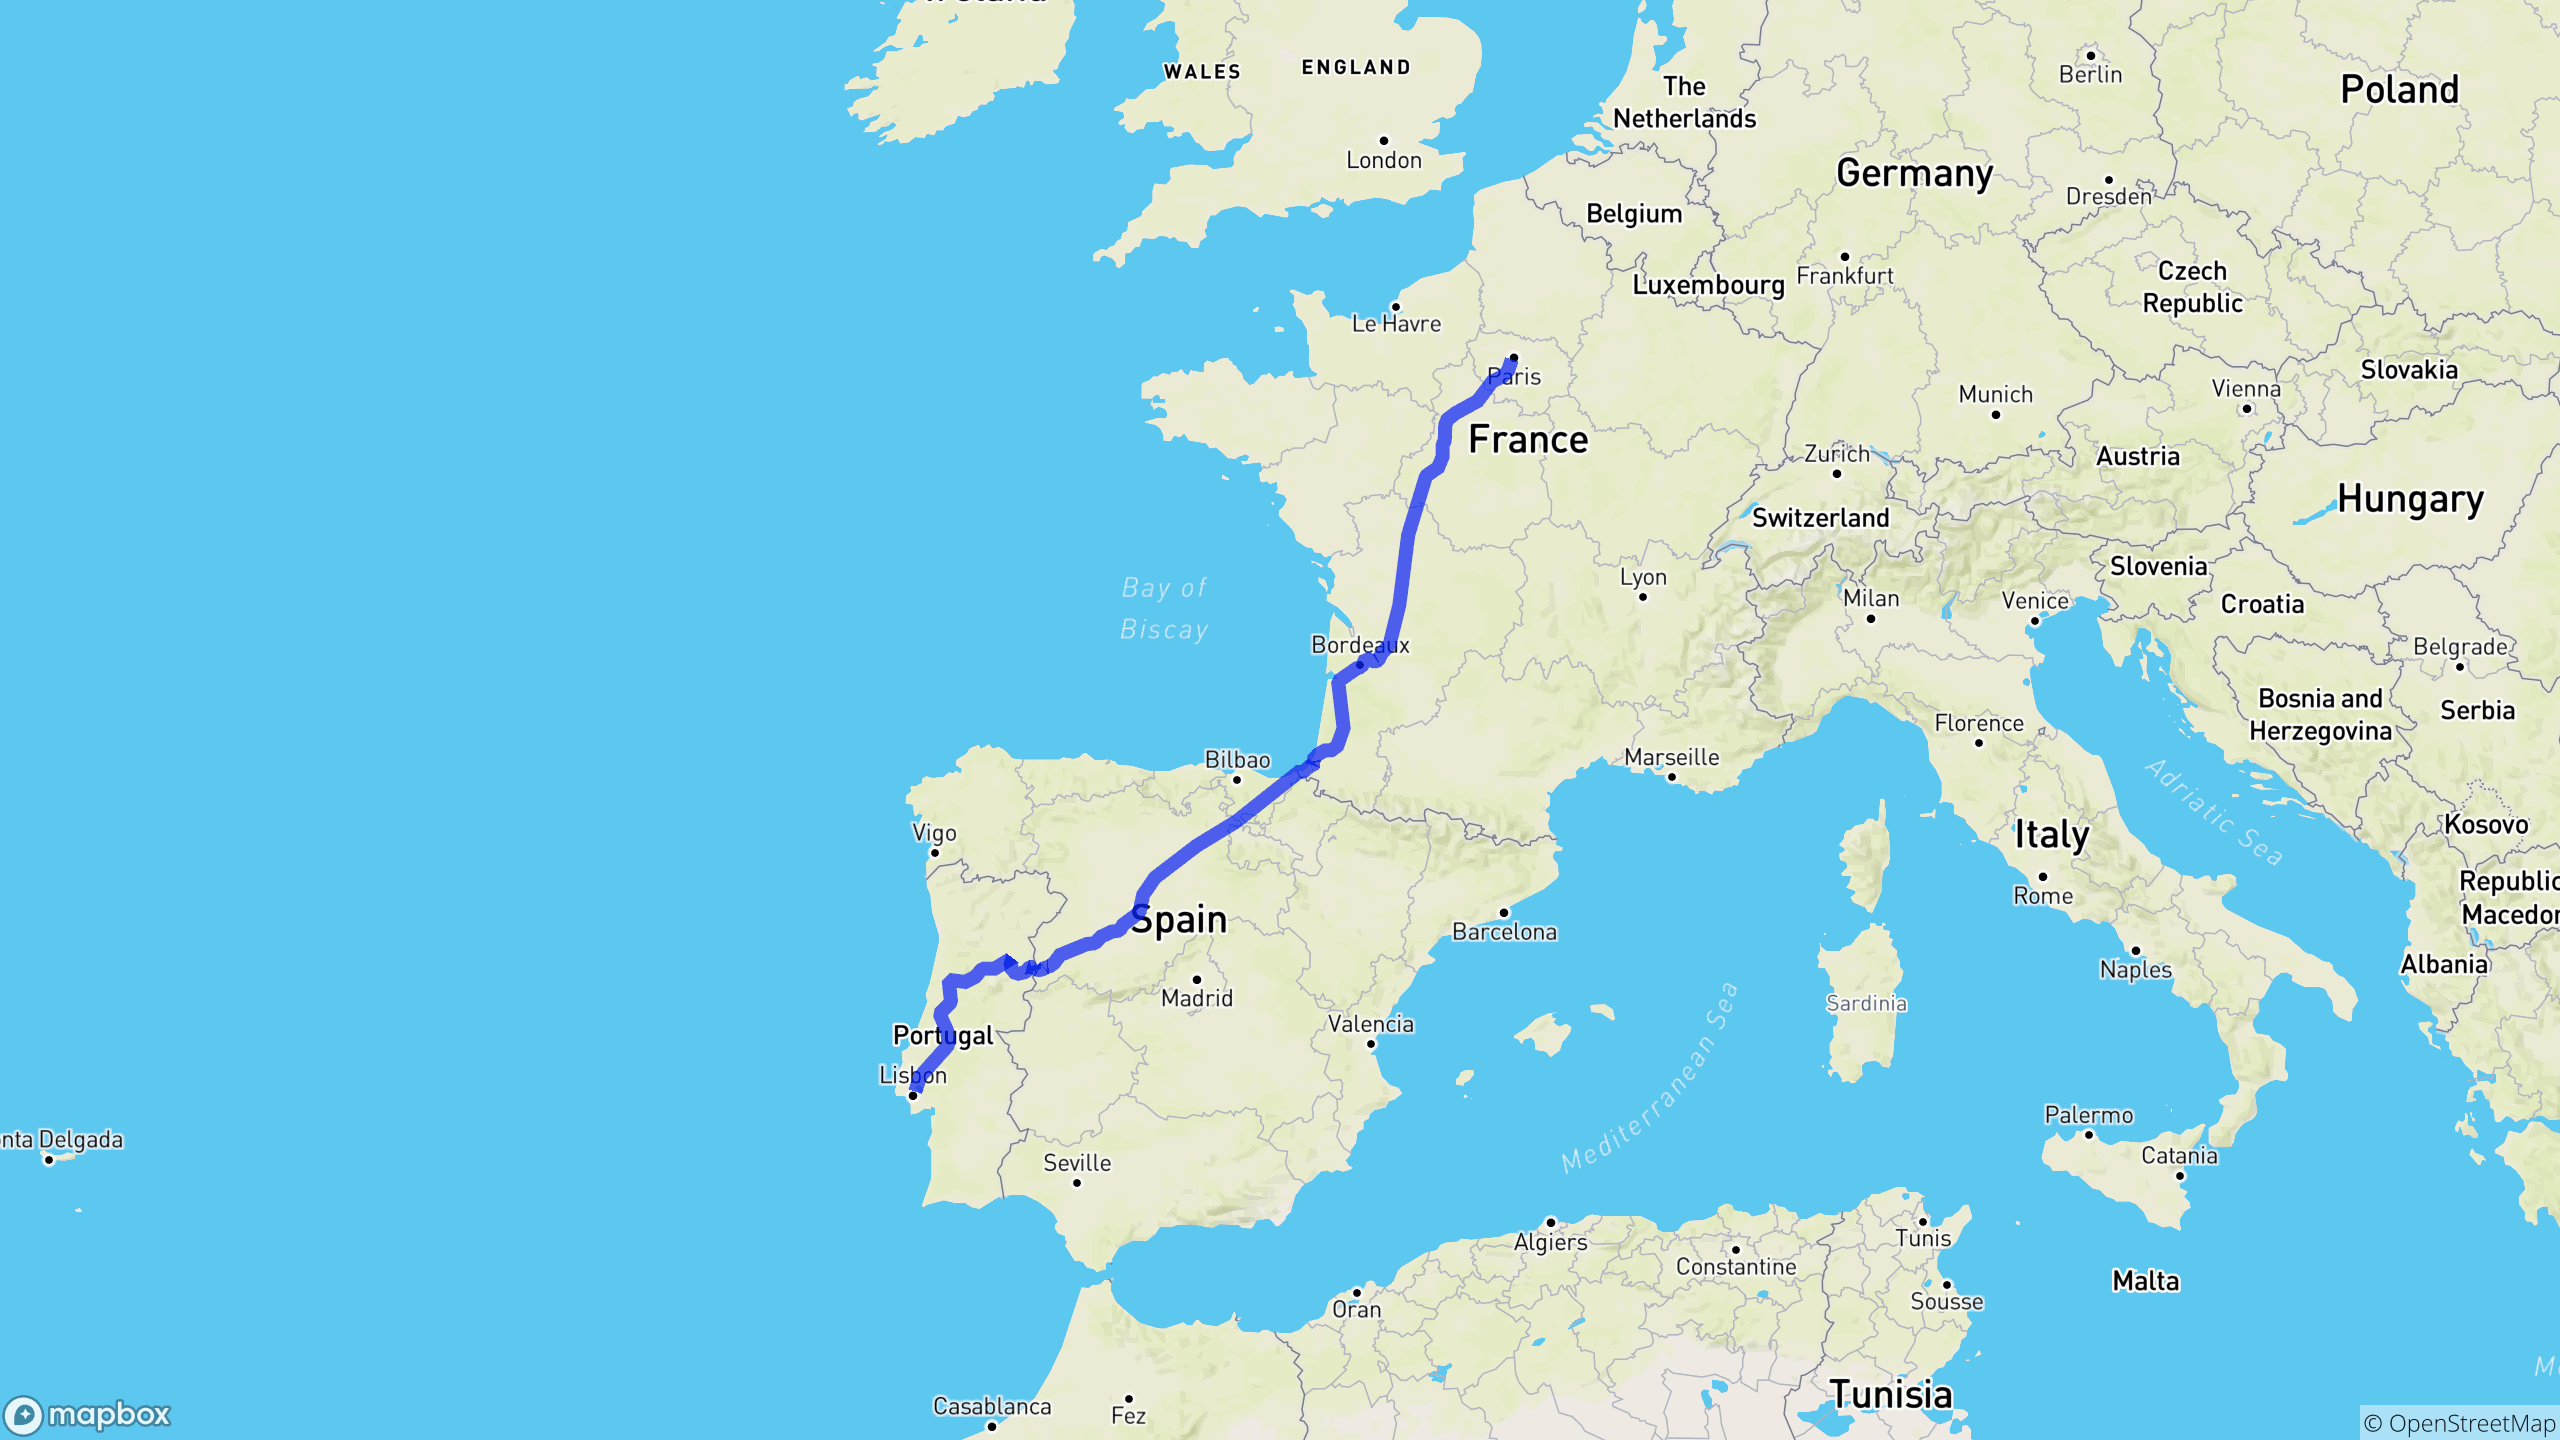 WALES
ENGLAND
London
The
Netherlands
Berlin
Poland
Germany
Dresden
Belgium
Luxembourg
Frankfurt
Czech
Republic
Le Havre
Paris
Slovakia
Munich
Vienna
France
Zurich
Austria
Switzerland
Hungary
Slovenia
Bay of
Biscay
Lyon
Milan
Venice
Croatia
Bordeaux
Belgrade
Bosnia and
Herzegovina
Serbia
Florence
Bilbao
Marseille
Adriatic Sea
Vigo
Italy
Kosovo
Rome
Republic
Spain
Barcelona
Naples
Albania
Madrid
Sardinia
Portugal
Valencia
Mediterranean Sea
Lisbon
nta Delgada
Palermo
Catania
Seville
Algiers
Tunis
Constantine
Malta
Oran
Sousse
Casablanca
Fez
Tunisia
mapbox
© OpenStreetMap